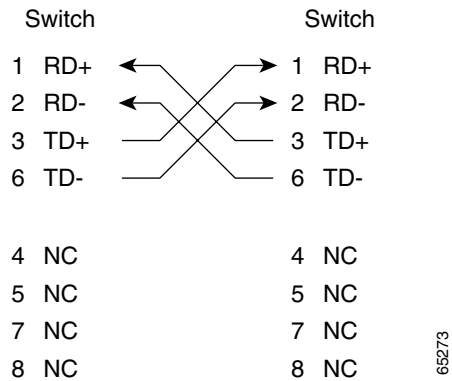 Switch Switch
1 RD+ 1 RD+
2 RD- 2 RD-
3 TD+ 3 TD+
6 TD- 6 TD-
4 NC 4 NC
5 NC 5 NC
7 NC 7 NC
8 NC 8 NC
65273